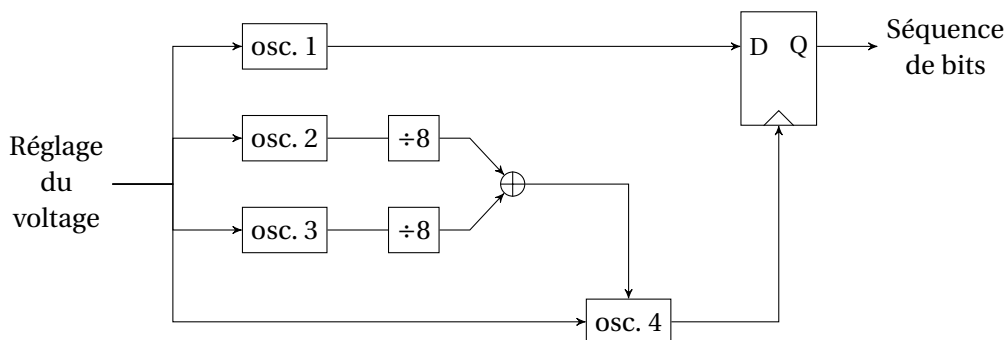 osc. 1
D Q
Séquence
de bits
osc. 2
÷8
Réglage
du
voltage
osc. 3
÷8
osc. 4